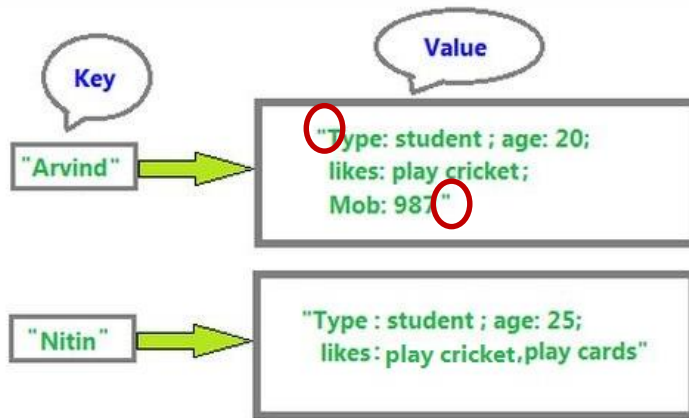 Key
Value
"Arvind"
"Type: student ; age: 20;
likes: play cricket;
Mob: 987 "
"Nitin"
"Type : student ; age: 25;
likes: play cricket,play cards"